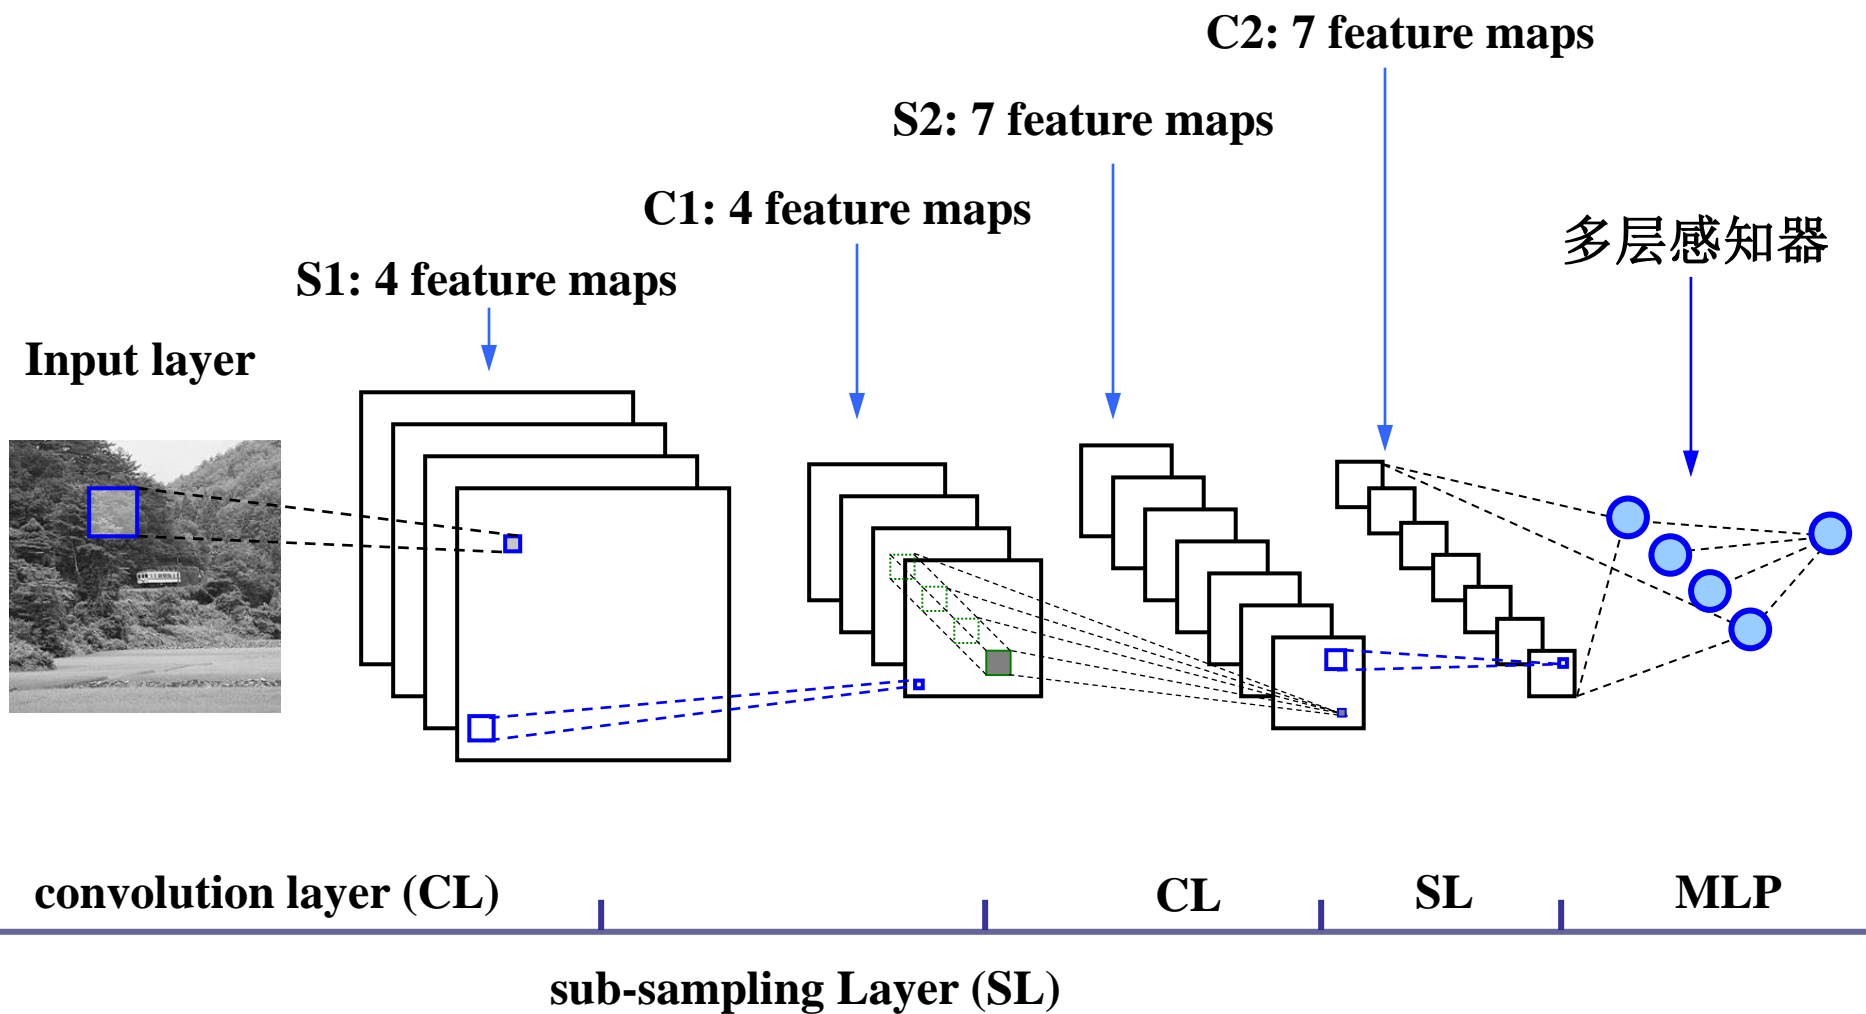 C2: 7 feature maps
S2: 7 feature maps
C1: 4 feature maps
多层感知器
S1: 4 feature maps
Input layer
convolution layer (CL)
CL
SL
MLP
sub-sampling Layer (SL)